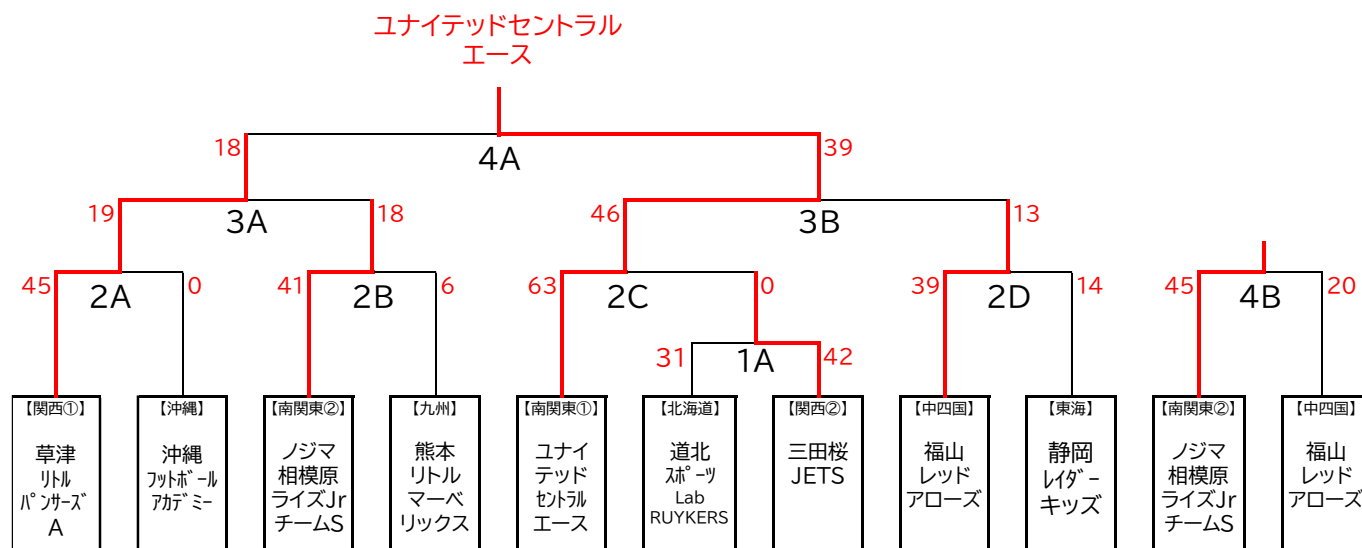 ユナイテッドセントラル
エース
18
4A
39
19
3A
18
46
3B
13
45
2A
0
41
2B
6
63
2C
0
39
2D
14
45
4B
20
31
1A
42
【関西①】
草津
リトル
パンサーズ
A
【沖縄】
沖縄
フットボール
アカデミー
【南関東②】
ノジマ
相模原
ライズJr
チームS
【九州】
熊本
リトル
マーベ
リックス
【南関東①】
ユナイ
テッド
セントラル
エース
【北海道】
道北
スポーツ
Lab
RUYKERS
【関西②】
三田桜
JETS
【中四国】
福山
レッド
アローズ
【東海】
静岡
レイダー
キッズ
【南関東②】
ノジマ
相模原
ライズJr
チームS
【中四国】
福山
レッド
アローズ